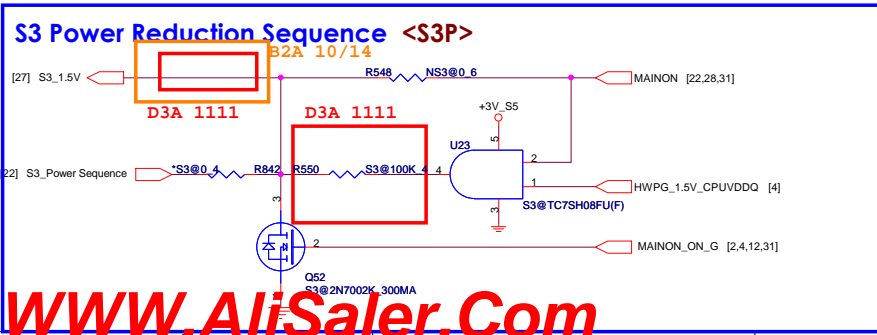 S3 Power Reduction Sequence <S3P>
B2A 10/14
[27] S3_1.5V
R548
NS3@0_6
MAINON [22,28,31]
D3A 1111
D3A 1111
+3V_S5
5
U23
2
22] S3_Power Sequence
*S3@0_4
R842
R550
S3@100K_4
4
1
HWPG_1.5V_CPUVDDQ [4]
3
3
S3@TC7SH08FU(F)
2
MAINON_ON_G [2,4,12,31]
Q52
S3@2N7002K_300MA
WWW.AliSaler.Com